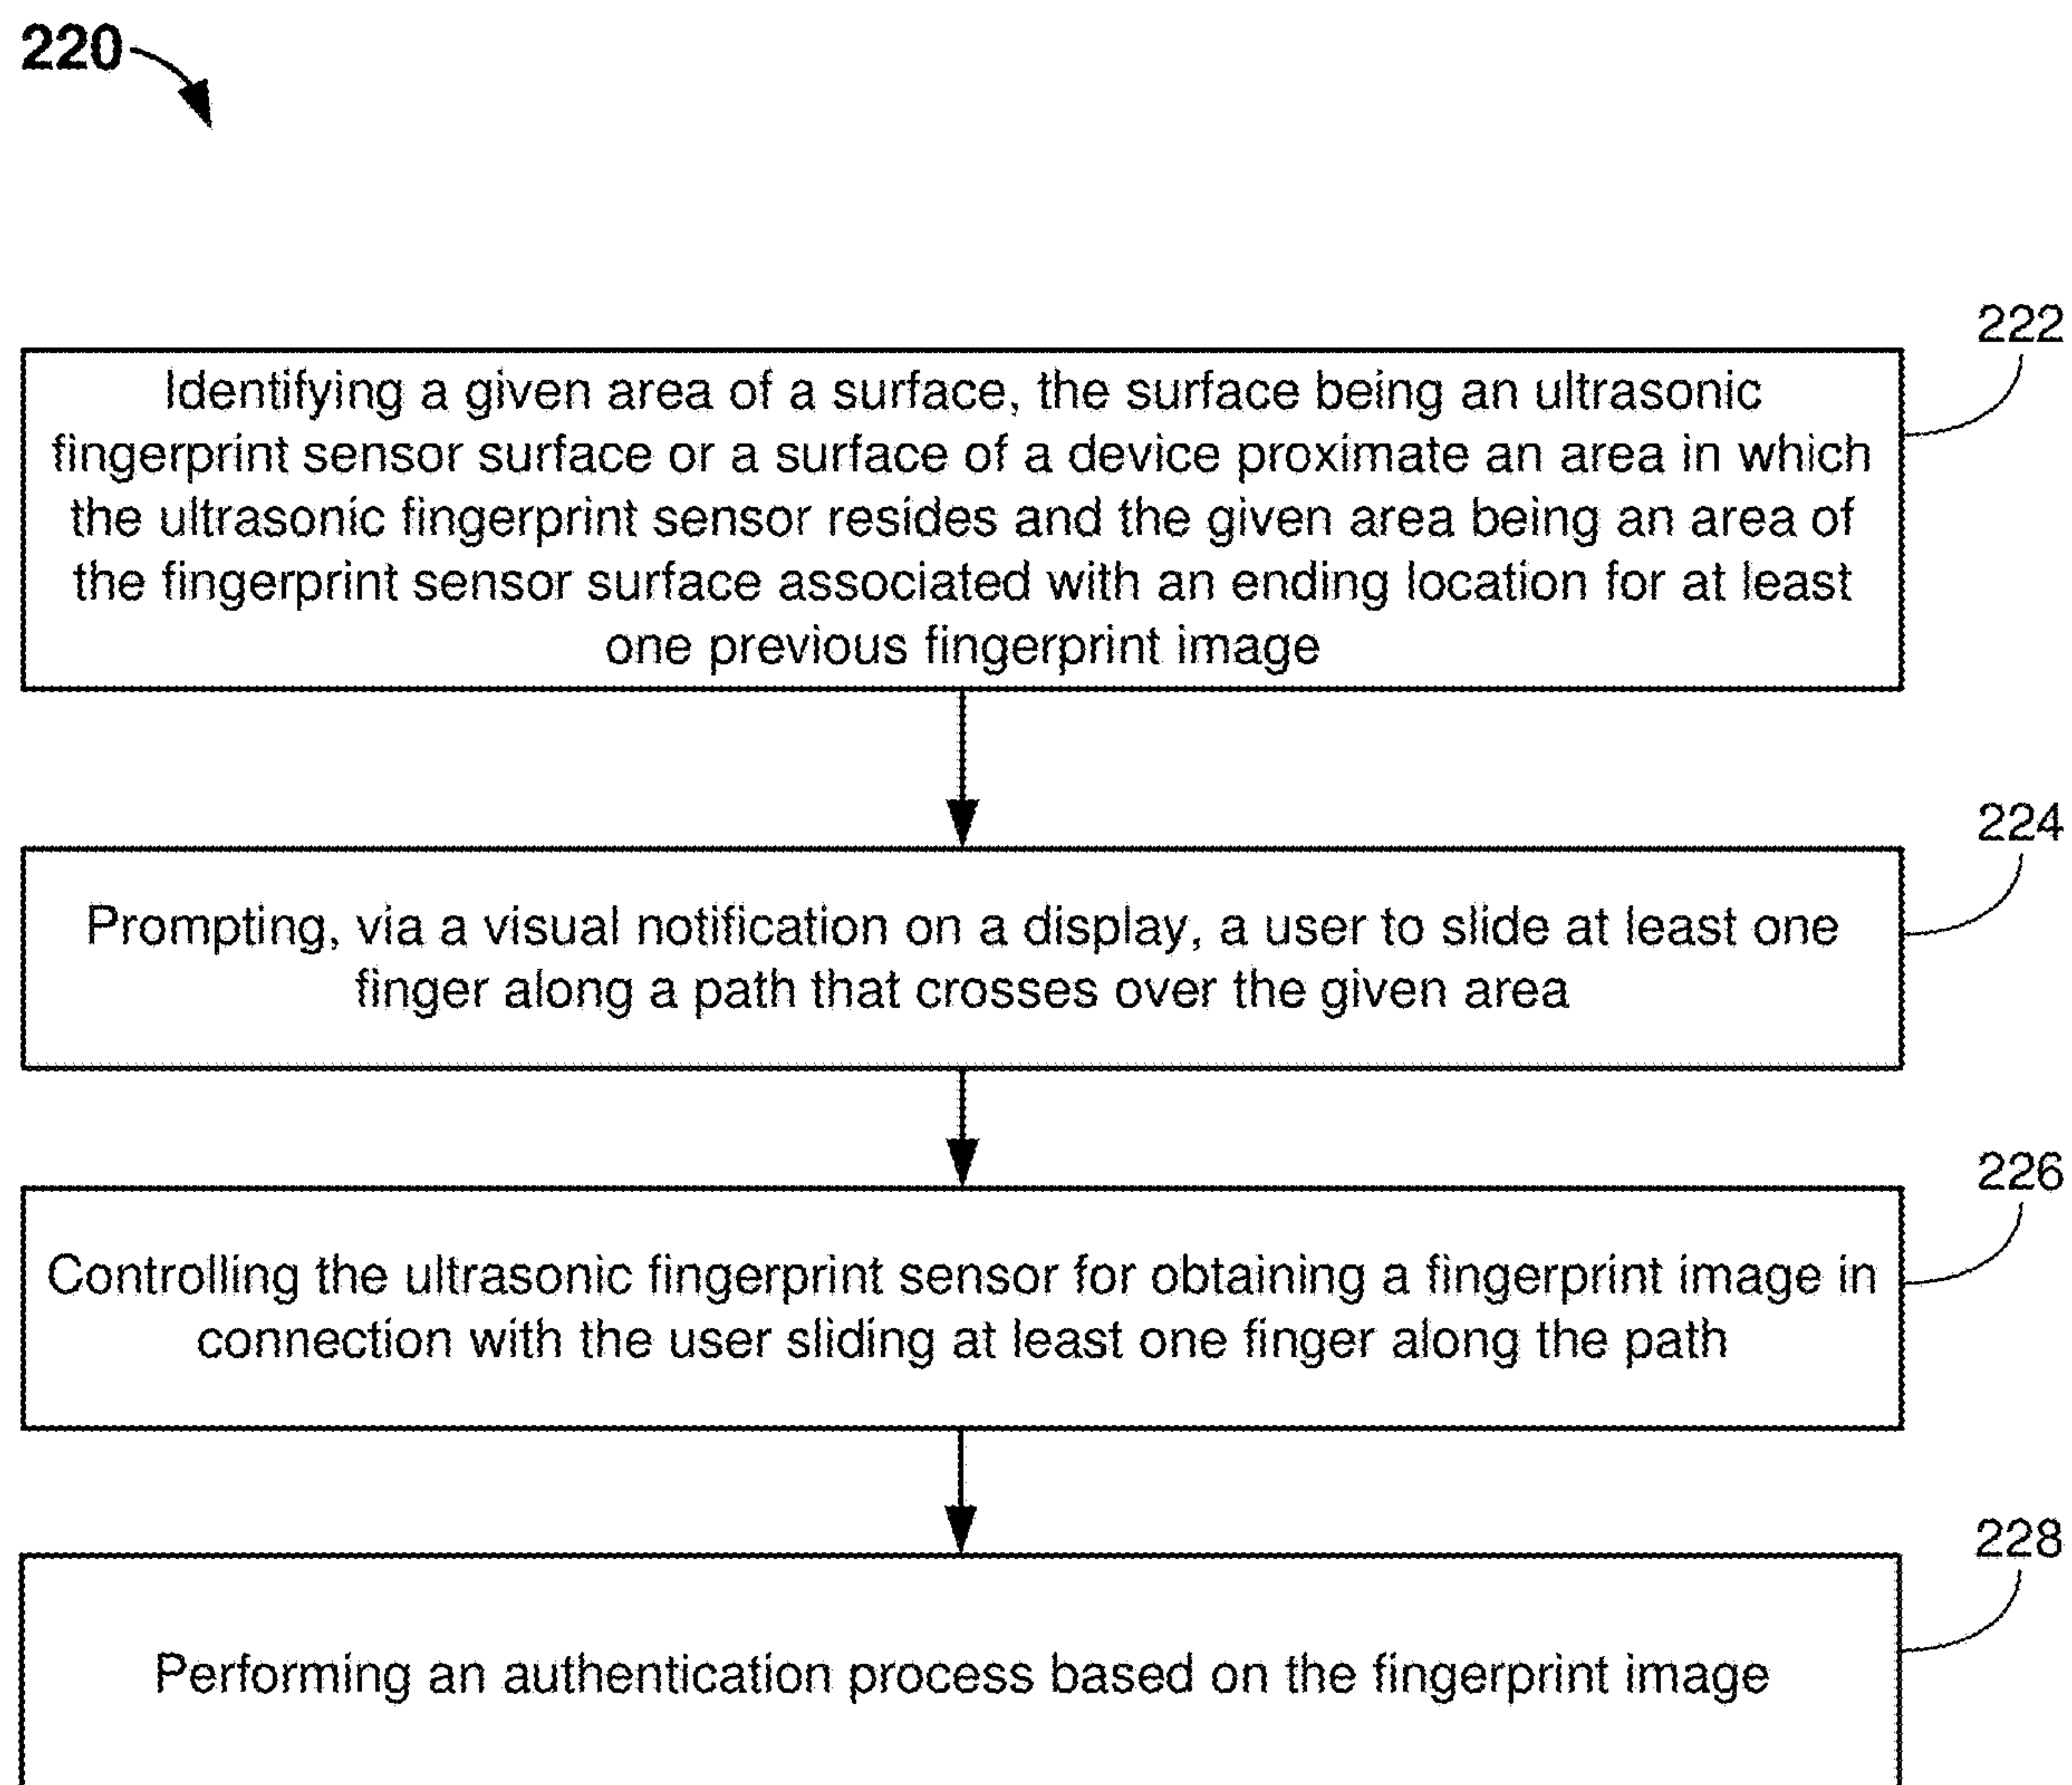 220
222
Identifying a given area of a surface, the surface being an ultrasonic
fingerprint sensor surface or a surface of a device proximate an area in which
the ultrasonic fingerprint sensor resides and the given area being an area of
the fingerprint sensor surface associated with an ending location for at least
one previous fingerprint image
224
Prompting, via a visual notification on a display, a user to slide at least one
finger along a path that crosses over the given area
226
Controlling the ultrasonic fingerprint sensor for obtaining a fingerprint image in
connection with the user sliding at least one finger along the path
228
Performing an authentication process based on the fingerprint image